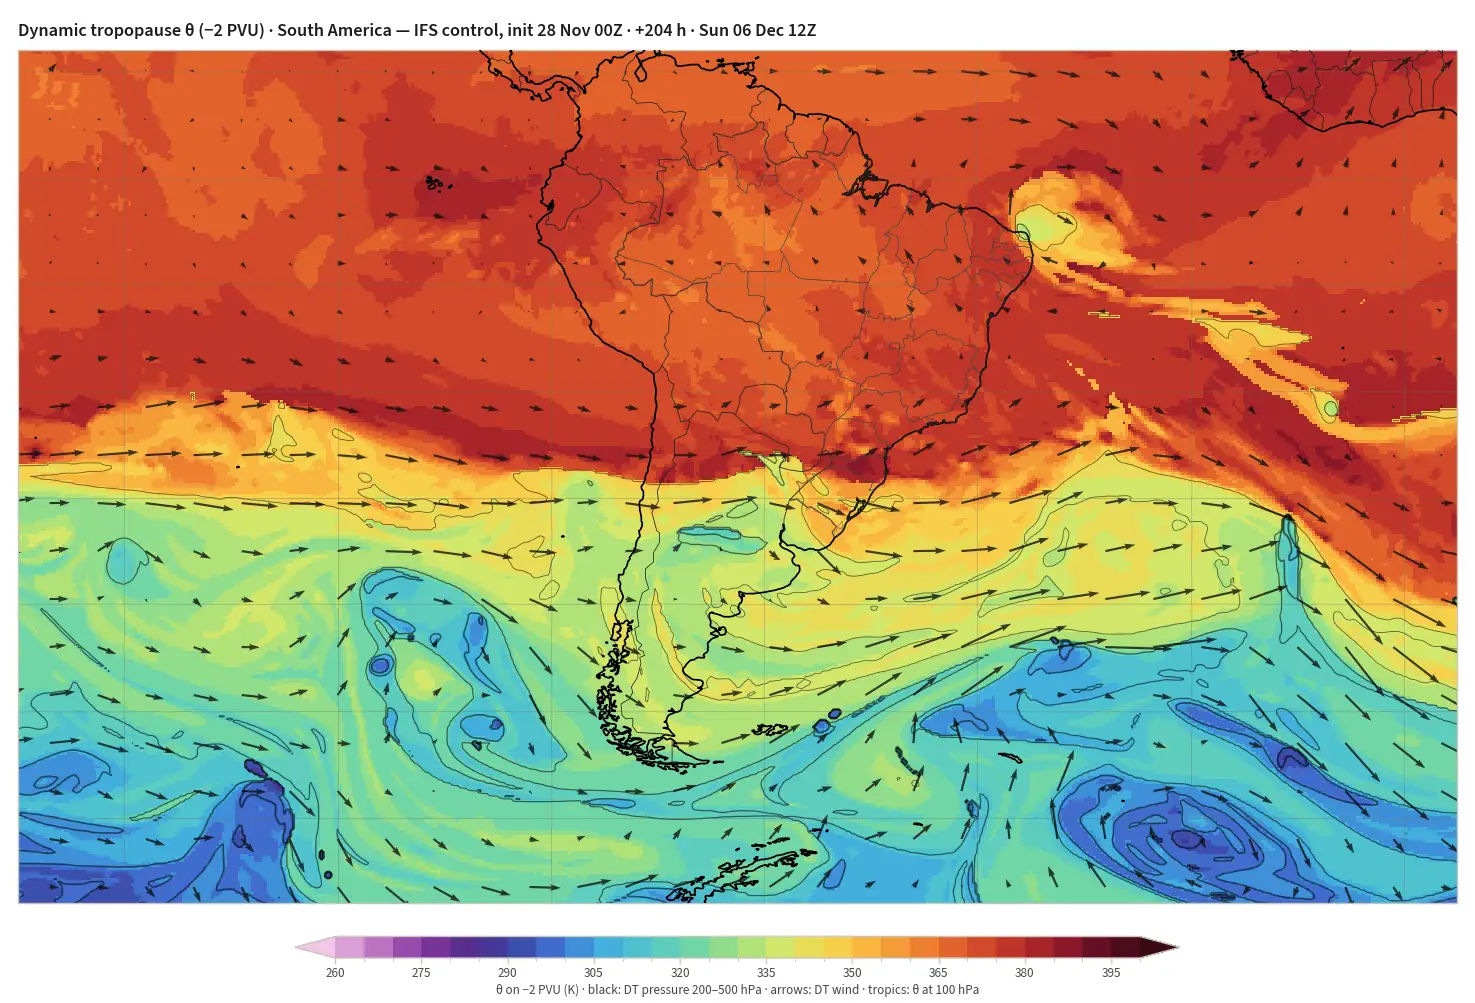 Dynamic tropopause θ (−2 PVU) · South America — IFS control, init 28 Nov 00Z · +204 h · Sun 06 Dec 12Z
260 275 290 305 320 335 350 365 380 395
θ on −2 PVU (K) · black: DT pressure 200–500 hPa · arrows: DT wind · tropics: θ at 100 hPa